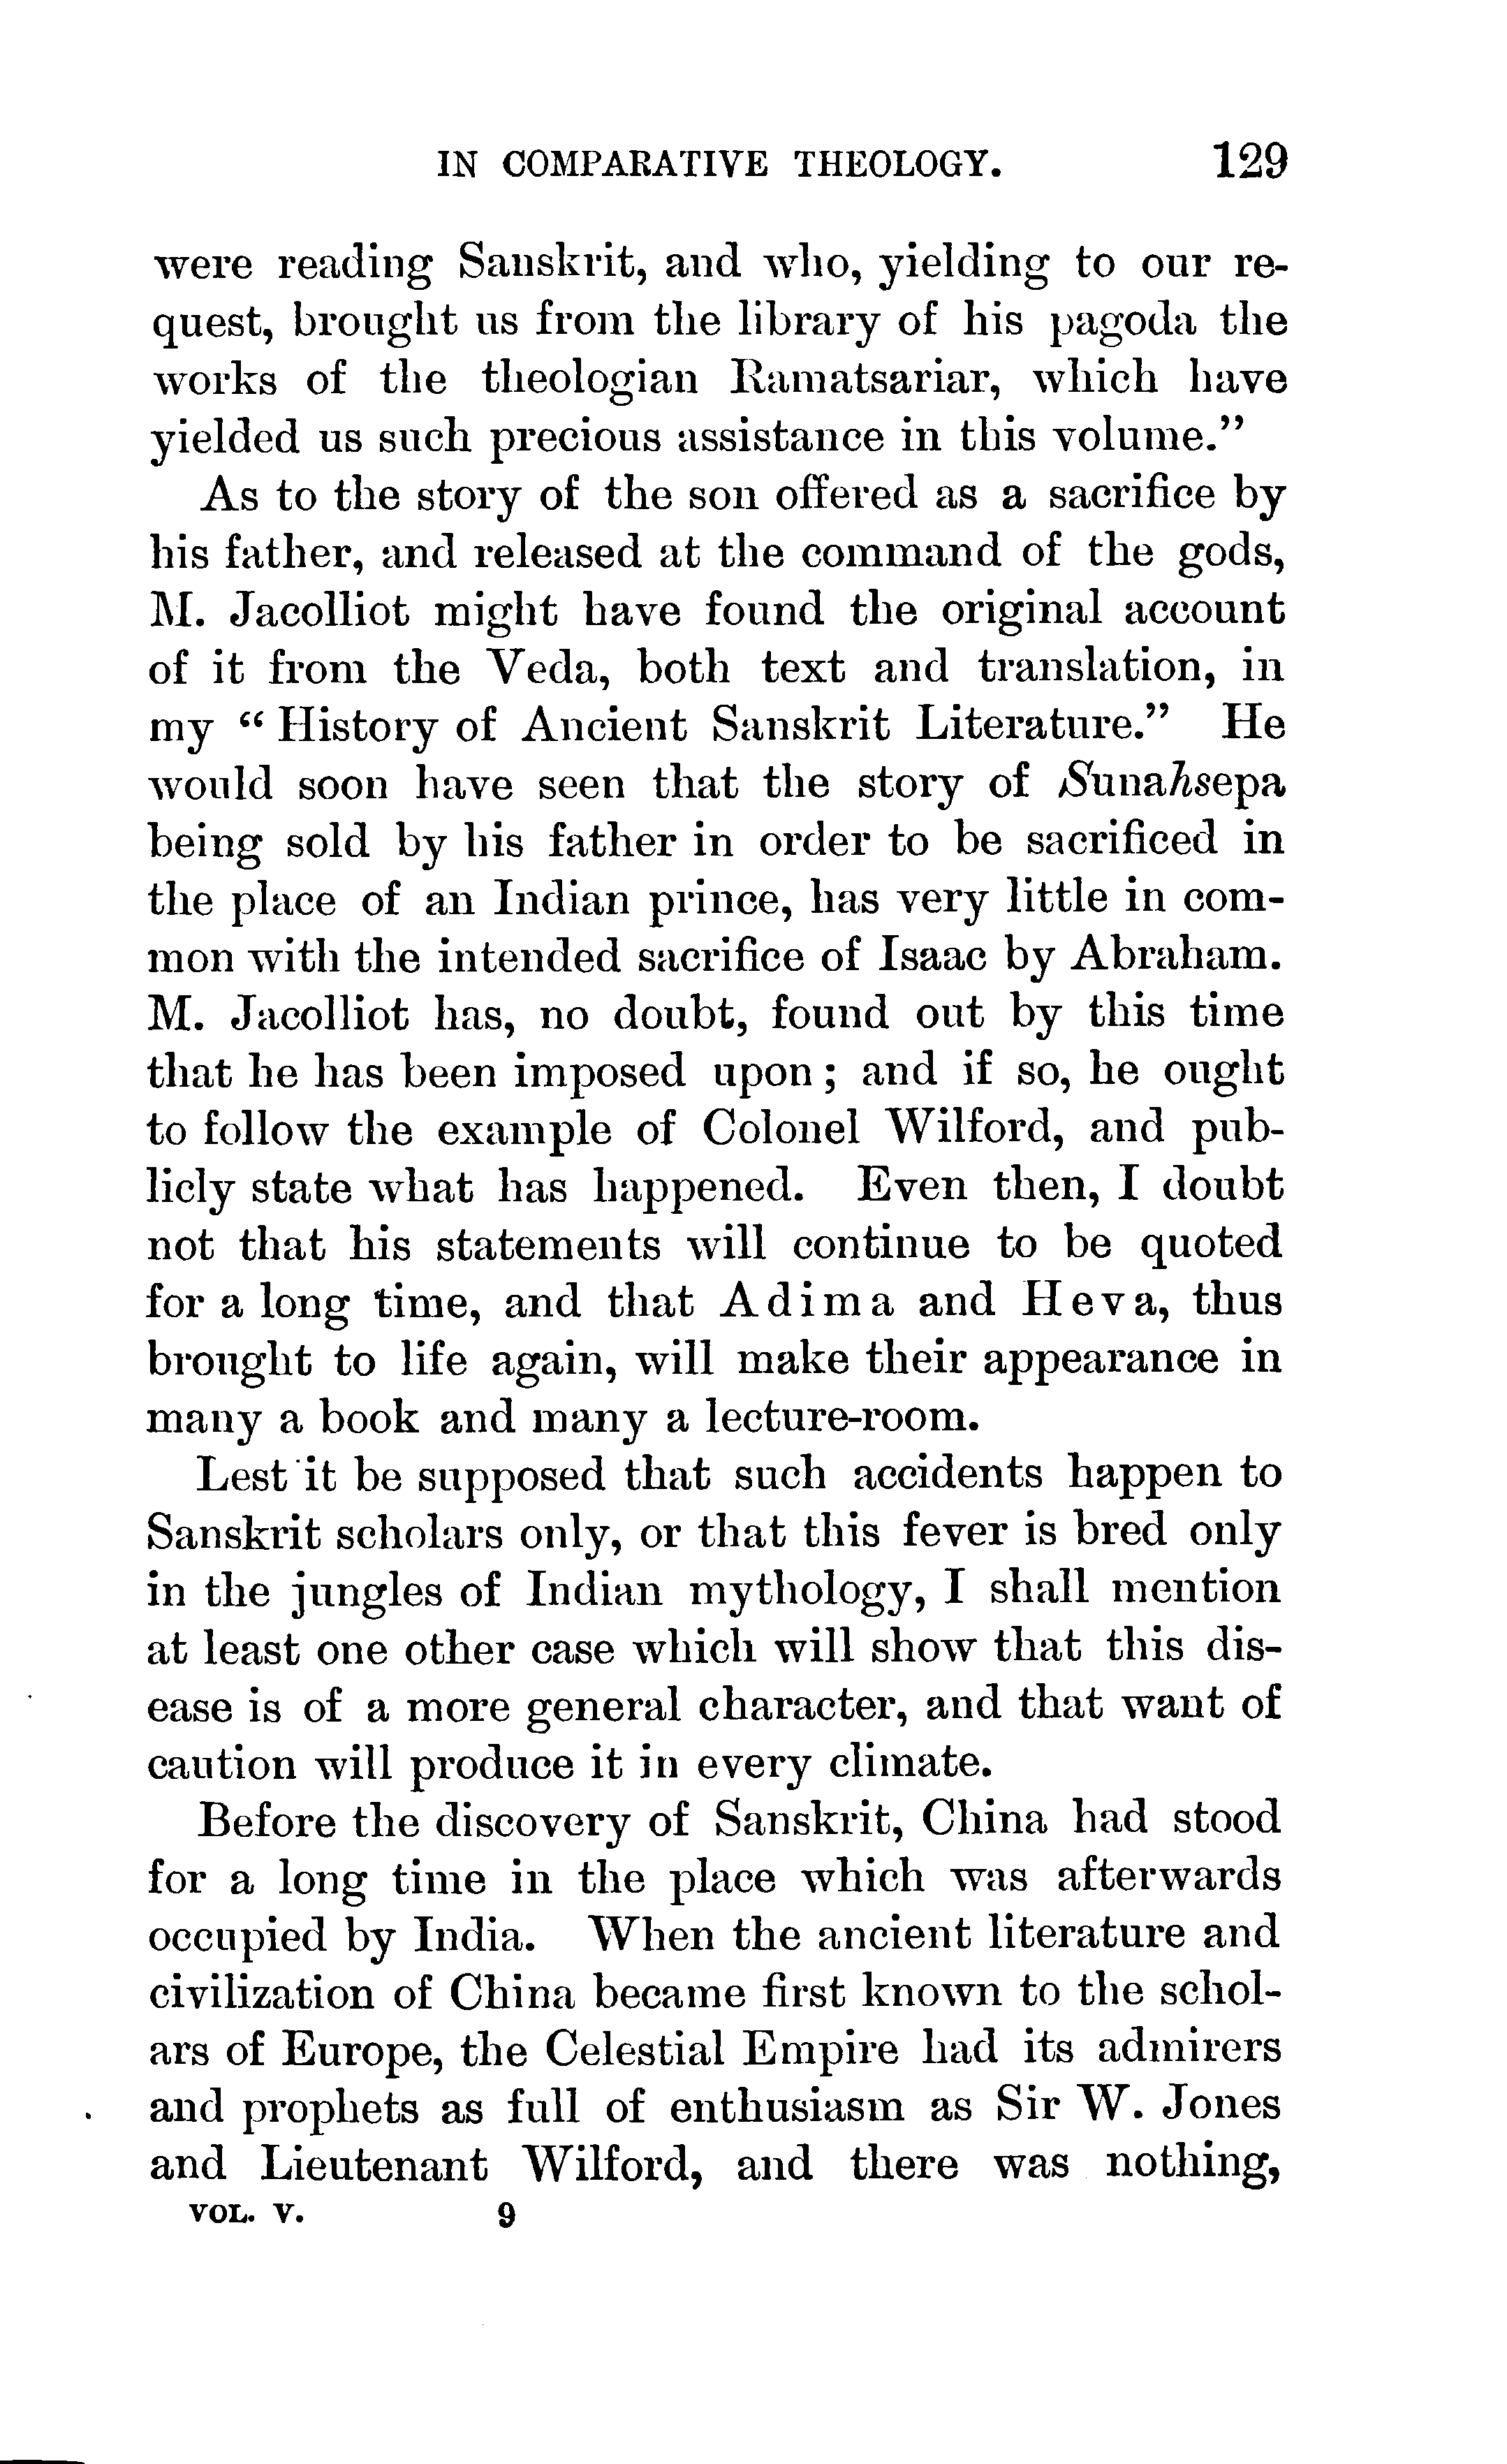 IN COMPARATIVE THEOLOGY. 129
were reading Sanskrit, and who, yielding to our re-
quest, brought us from the library of his pagoda the
works of the theologian Ramatsariar, which have
yielded us such precious assistance in this volume.”
As to the story of the son offered as a sacrifice by
his father, and released at the command of the gods,
M. Jacolliot might have found the original account
of it from the Veda, both text and translation, in
my “ History of Ancient Sanskrit Literature.” He
would soon have seen that the story of Sunahsepa
being sold by his father in order to be sacrificed in
the place of an Indian prince, has very little in com-
mon with the intended sacrifice of Isaac by Abraham.
M. Jacolliot has, no doubt, found out by this time
that he has been imposed upon ; and if so, he ought
to follow the example of Colonel Wilford, and pub-
licly state what has happened. Even then, I doubt
not that his statements will continue to be quoted
for a long time, and that Adima and Heva, thus
brought to life again, will make their appearance in
many a book and many a lecture-room.
Lest it be supposed that such accidents happen to
Sanskrit scholars only, or that this fever is bred only
in the jungles of Indian mythology, I shall mention
at least one other case which will show that this dis-
ease is of a more general character, and that want of
caution will produce it in every climate.
Before the discovery of Sanskrit, China had stood
for a long time in the place which was afterwards
occupied by India. When the ancient literature and
civilization of China became first known to the schol-
ars of Europe, the Celestial Empire had its admirers
and prophets as full of enthusiasm as Sir W. Jones
and Lieutenant Wilford, and there was nothing,
VOL. V. 9